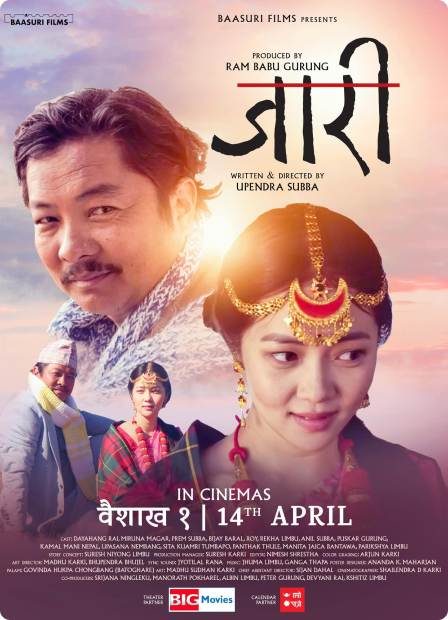 BAASURI FILMS
BAASURI FILMS PRESENTS
PRODUCED BY
RAM BABU GURUNG
जारी
WRITTEN & DIRECTED BY
UPENDRA SUBBA
IN CINEMAS
वैशाख १ | 14TH APRIL
CAST: DAYAHANG RAI, MIRUNA MAGAR, PREM SUBBA, BIJAY BARAL, ROY, REKHA LIMBU, ANIL SUBBA, PUSKAR GURUNG,
KAMAL MANI NEPAL, UPASANA NEMBANG, SITA KUAMRI TUMBAPO, PANTHAK THULE, MANITA JAICA BANTAWA, PARIKSHYA LIMBU
STORY CONCEPT: SURESH NIYONG LIMBU PRODUCTION MANAGER: SURESH KARKI EDITOR: NIMESH SHRESTHA COLOR GRADING: ARJUN KARKI
ART DIRECTOR: MADHU KARKI, BHUPENDRA BHUJEL SYNC SOUND: JYOTILAL RANA MUSIC: JHUMA LIMBU, GANGA THAPA POSTER DESIGNER: ANANDA K. MAHARJAN
PALAM: GOVINDA HUKPA CHONGBANG (BATOGHARE) ART: MADHU SUDHAN KARKI CHIEF ASSISTANT DIRECTOR: SIJAN DAHAL CINEMATOGRAPHER: SHAILENDRA D KARKI
CO-PRODUCERS: SRIJANA NINGLEKU, MANORATH POKHAREL, ALBIN LIMBU, PETER GURUNG, DEVYANI RAI, KSHITIZ LIMBU
THEATER PARTNER
BIG Movies
CALENDAR PARTNER